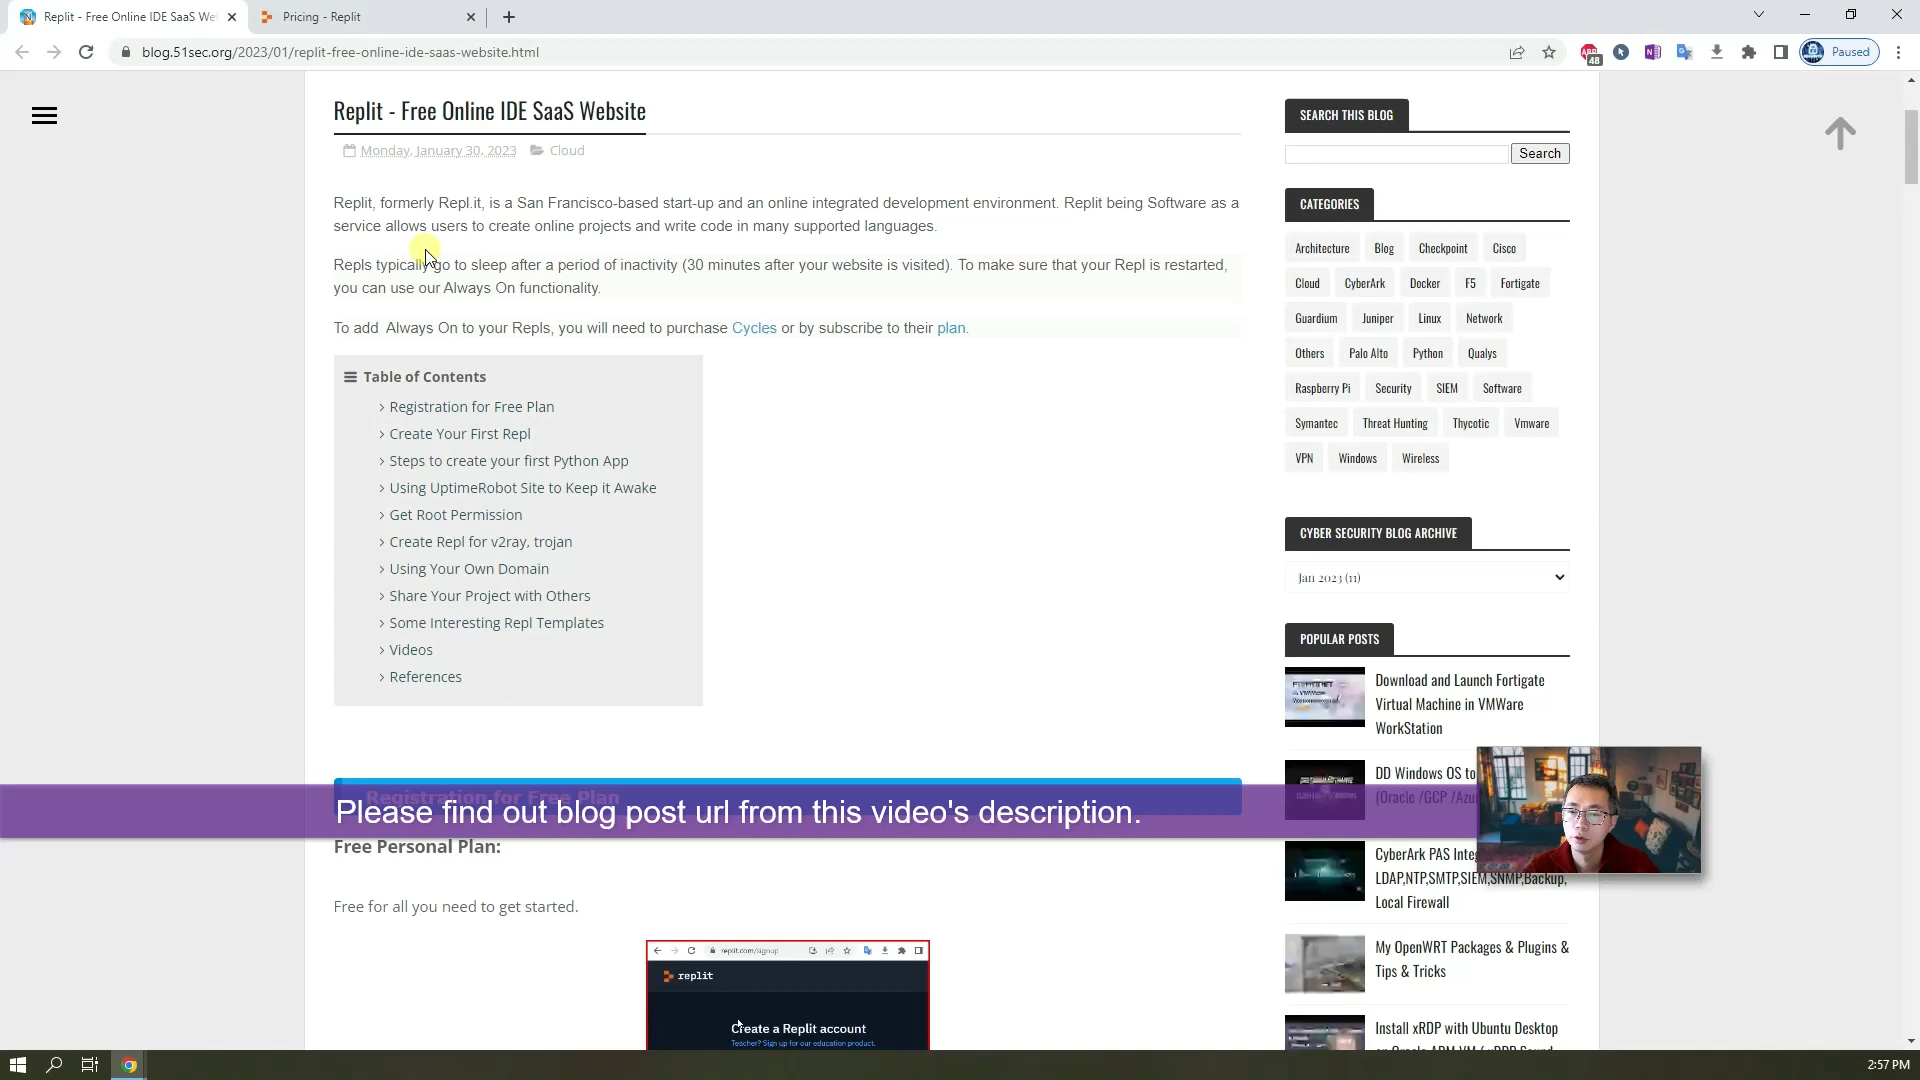 Replit - Free Online IDE SaaS We
Pricing - Replit
blog.51sec.org/2023/01/replit-free-online-ide-saas-website.html
48
Paused
Replit - Free Online IDE SaaS Website
Monday, January 30, 2023
Cloud
Replit, formerly Repl.it, is a San Francisco-based start-up and an online integrated development environment. Replit being Software as a
service allows users to create online projects and write code in many supported languages.
Repls typically go to sleep after a period of inactivity (30 minutes after your website is visited). To make sure that your Repl is restarted,
you can use our Always On functionality.
To add Always On to your Repls, you will need to purchase Cycles or by subscribe to their plan.
Table of Contents
Registration for Free Plan
Create Your First Repl
Steps to create your first Python App
Using UptimeRobot Site to Keep it Awake
Get Root Permission
Create Repl for v2ray, trojan
Using Your Own Domain
Share Your Project with Others
Some Interesting Repl Templates
Videos
References
Registration for Free Plan
Please find out blog post url from this video's description.
Free Personal Plan:
Free for all you need to get started.
replit.com/signup
replit
Create a Replit account
Teacher? Sign up for our education product.
SEARCH THIS BLOG
Search
CATEGORIES
Architecture Blog Checkpoint Cisco
Cloud CyberArk Docker F5 Fortigate
Guardium Juniper Linux Network
Others Palo Alto Python Qualys
Raspberry Pi Security SIEM Software
Symantec Threat Hunting Thycotic Vmware
VPN Windows Wireless
CYBER SECURITY BLOG ARCHIVE
Jan 2023 (11)
POPULAR POSTS
Download and Launch Fortigate
Virtual Machine in VMWare
WorkStation
DD Windows OS to
(Oracle /GCP /Azu
CyberArk PAS Integ
LDAP,NTP,SMTP,SIEM,SNMP,Backup,
Local Firewall
My OpenWRT Packages & Plugins &
Tips & Tricks
Install xRDP with Ubuntu Desktop
2:57 PM